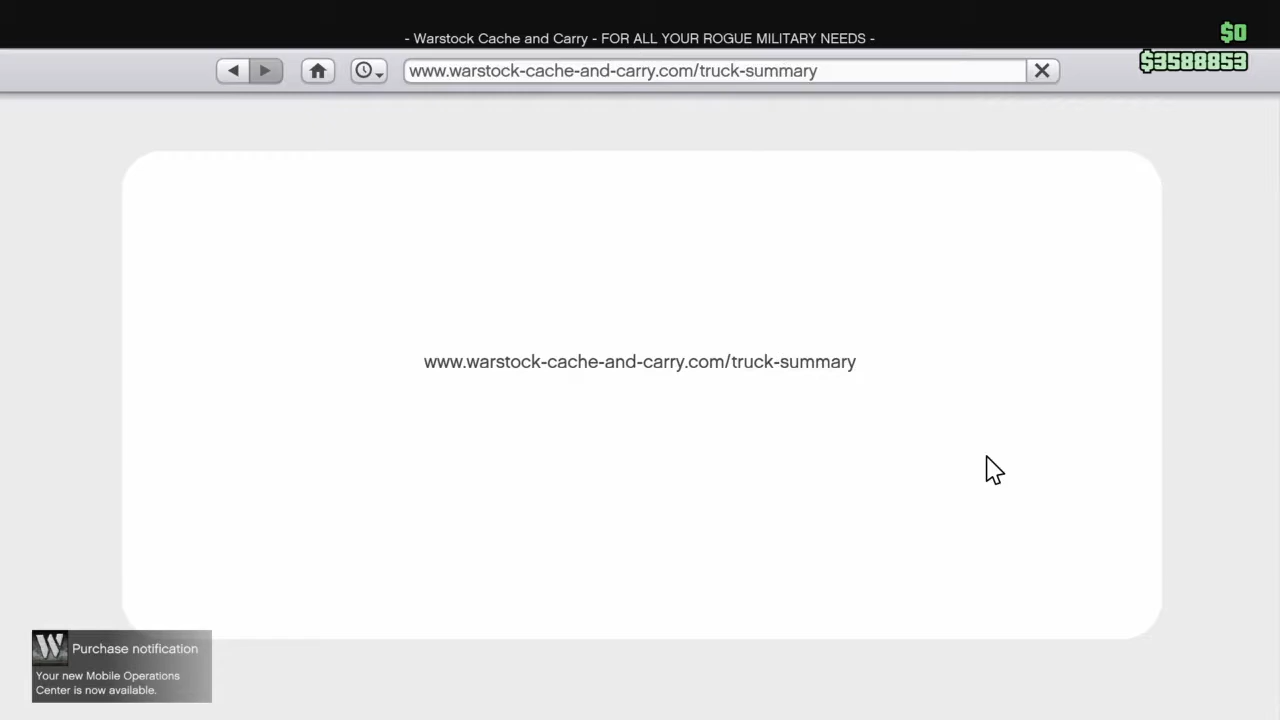 - Warstock Cache and Carry - FOR ALL YOUR ROGUE MILITARY NEEDS -
$0
$3588853
www.warstock-cache-and-carry.com/truck-summary
www.warstock-cache-and-carry.com/truck-summary
W
Purchase notification
Your new Mobile Operations
Center is now available.